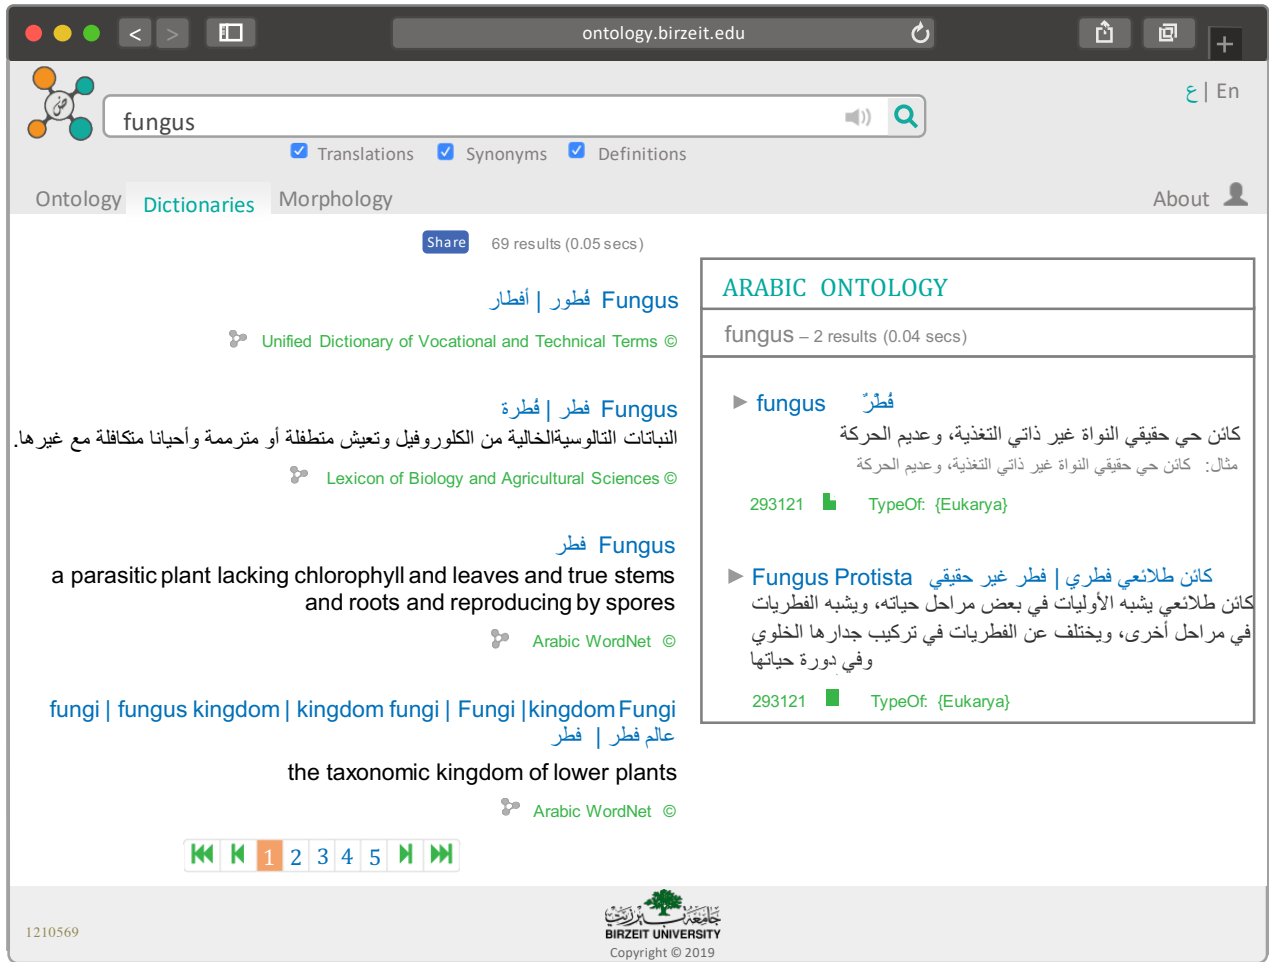 ontology.birzeit.edu
ع | En
fungus
Translations Synonyms Definitions
Ontology Dictionaries Morphology About
Share 69 results (0.05 secs)
Fungus فُطور | أفطار
Unified Dictionary of Vocational and Technical Terms ©
Fungus فطر | فُطرة
النباتات التالوسيةالخالية من الكلوروفيل وتعيش متطفلة أو مترممة وأحيانا متكافلة مع غيرها.
Lexicon of Biology and Agricultural Sciences ©
Fungus فطر
a parasitic plant lacking chlorophyll and leaves and true stems
and roots and reproducing by spores
Arabic WordNet ©
fungi | fungus kingdom | kingdom fungi | Fungi | kingdom Fungi
عالم فطر | فطر
the taxonomic kingdom of lower plants
Arabic WordNet ©
1 2 3 4 5
ARABIC ONTOLOGY
fungus – 2 results (0.04 secs)
fungus فُطْرٌ
كائن حي حقيقي النواة غير ذاتي التغذية، وعديم الحركة
مثال: كائن حي حقيقي النواة غير ذاتي التغذية، وعديم الحركة
293121 TypeOf: {Eukarya}
Fungus Protista كائن طلائعي فطري | فطر غير حقيقي
كائن طلائعي يشبه الأوليات في بعض مراحل حياته، ويشبه الفطريات
في مراحل أخرى، ويختلف عن الفطريات في تركيب جدارها الخلوي
وفي دورة حياتها
293121 TypeOf: {Eukarya}
1210569
جامعة بيرزيت
BIRZEIT UNIVERSITY
Copyright © 2019